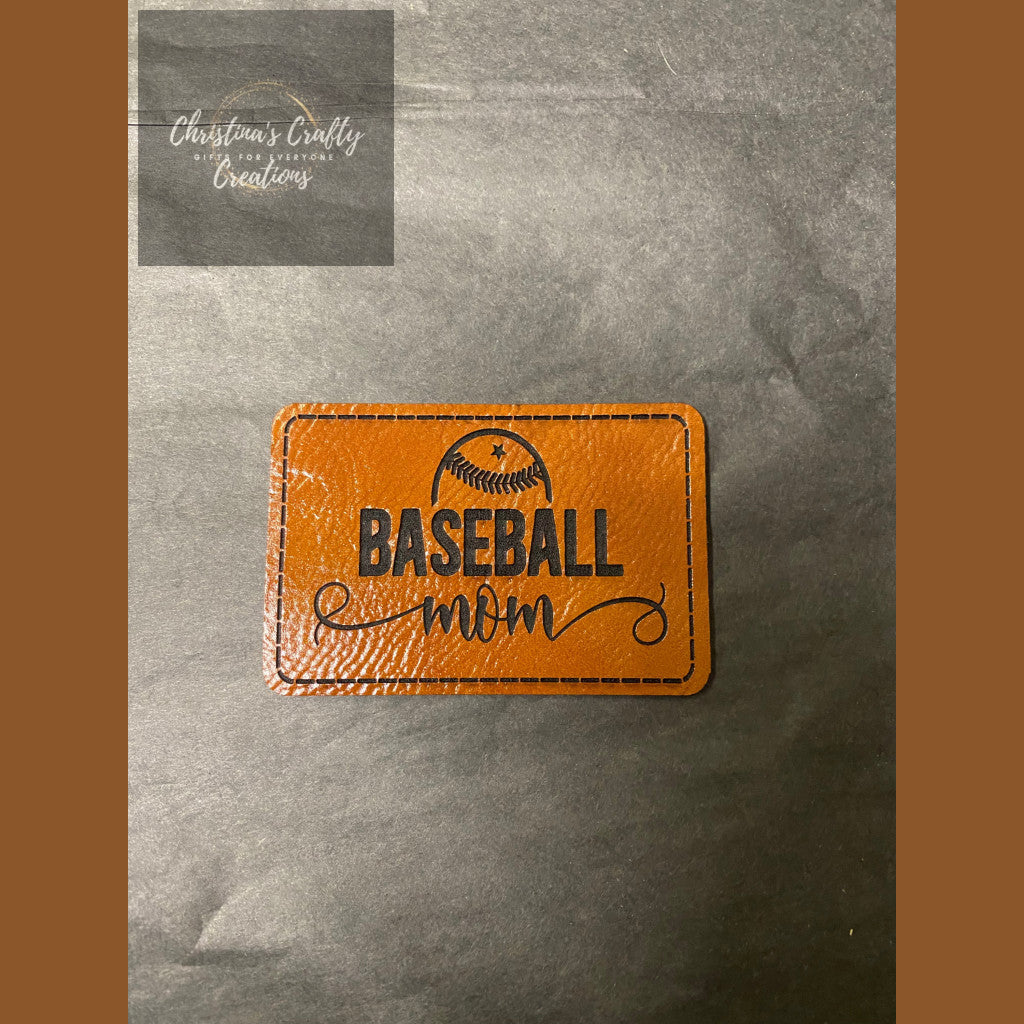 Christina's Crafty
GIFTS FOR EVERYONE
Creations
BASEBALL
mom